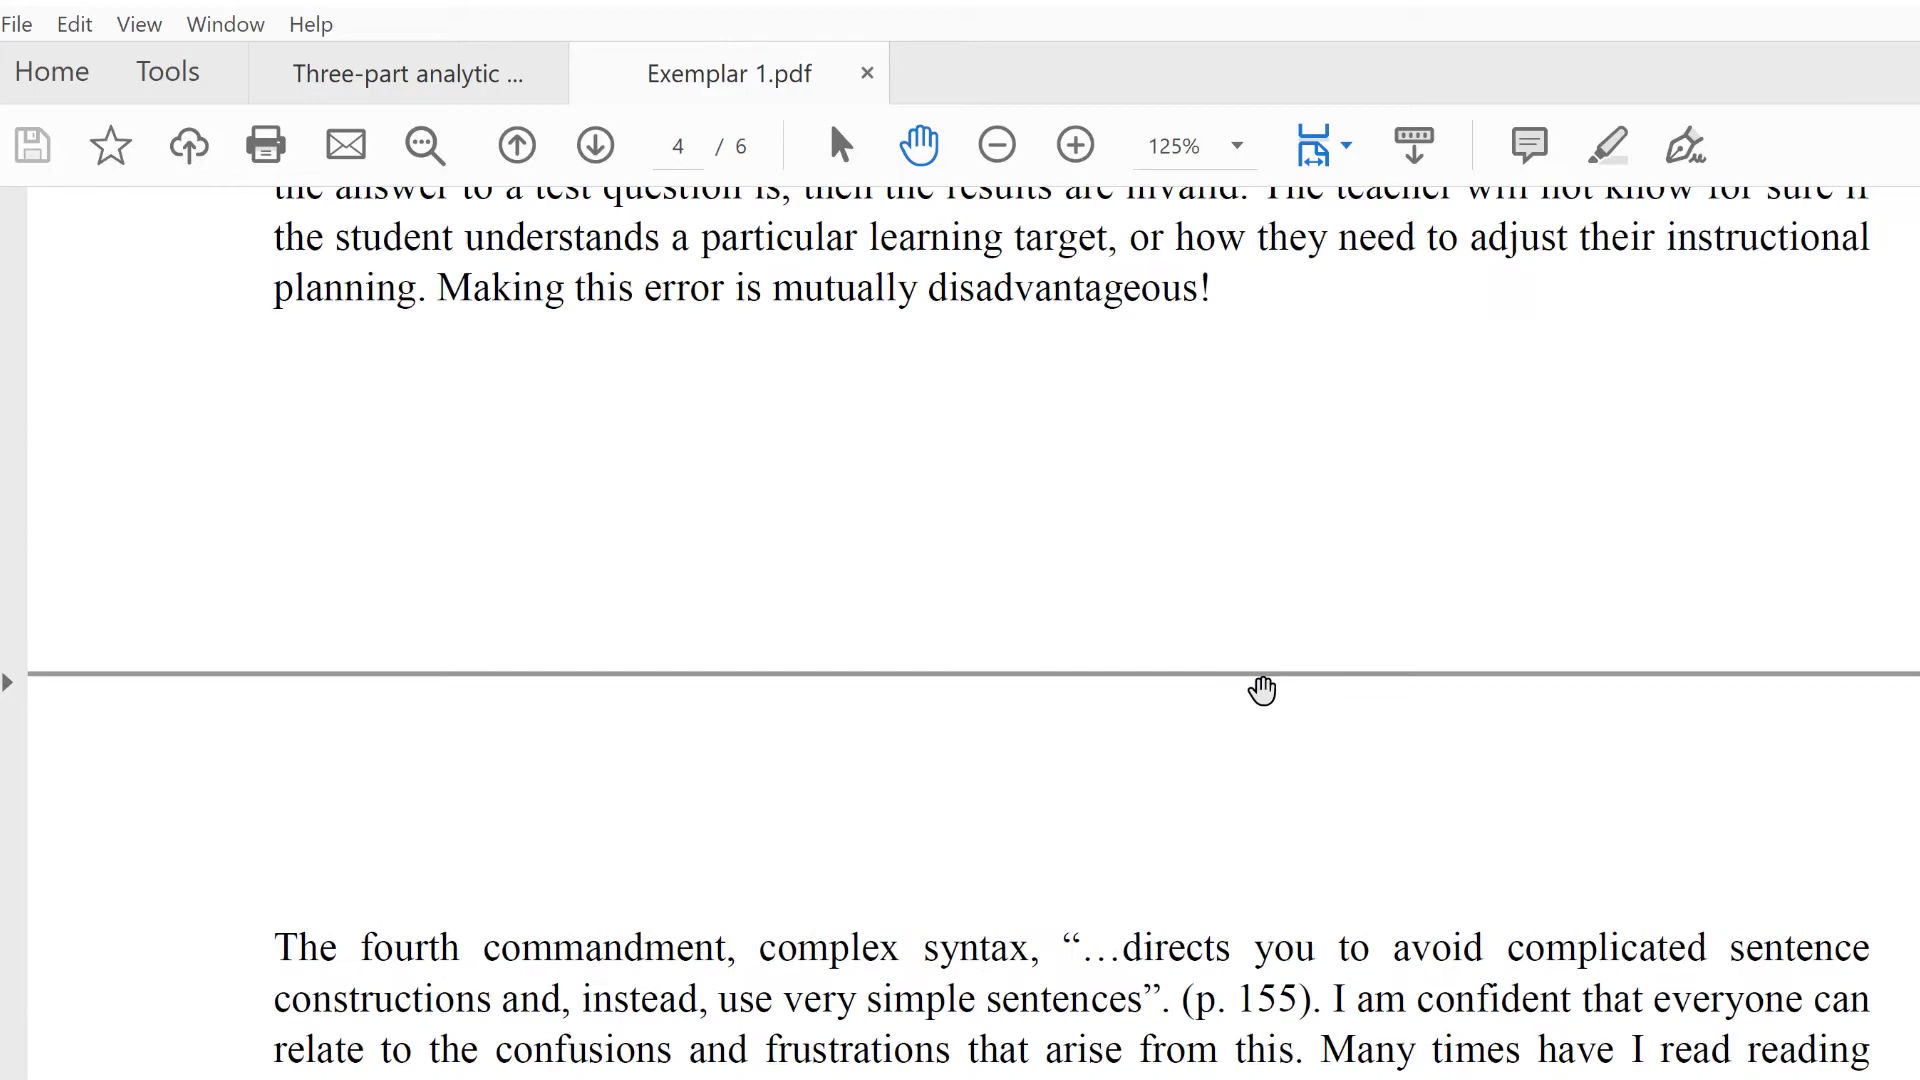 File Edit View Window Help
Home Tools Three-part analytic ... Exemplar 1.pdf ×
4 / 6 125%
the answer to a test question is, then the results are invalid. The teacher will not know for sure if
the student understands a particular learning target, or how they need to adjust their instructional
planning. Making this error is mutually disadvantageous!
The fourth commandment, complex syntax, “…directs you to avoid complicated sentence
constructions and, instead, use very simple sentences”. (p. 155). I am confident that everyone can
relate to the confusions and frustrations that arise from this. Many times have I read reading